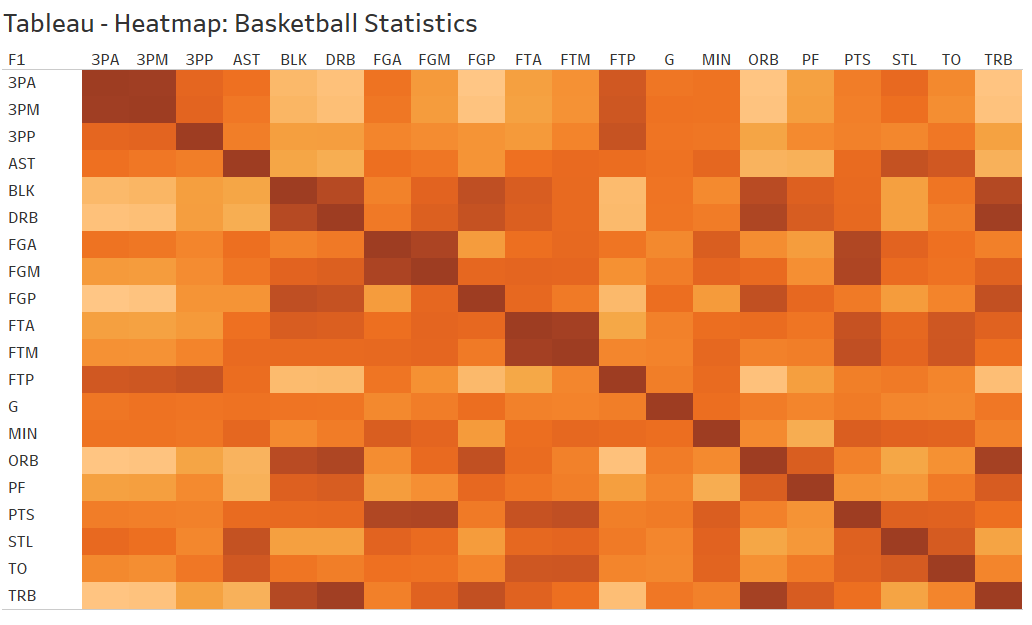 Tableau - Heatmap: Basketball Statistics
F1 3PA 3PM 3PP AST BLK DRB FGA FGM FGP FTA FTM FTP G MIN ORB PF PTS STL TO TRB
3PA
3PM
3PP
AST
BLK
DRB
FGA
FGM
FGP
FTA
FTM
FTP
G
MIN
ORB
PF
PTS
STL
TO
TRB